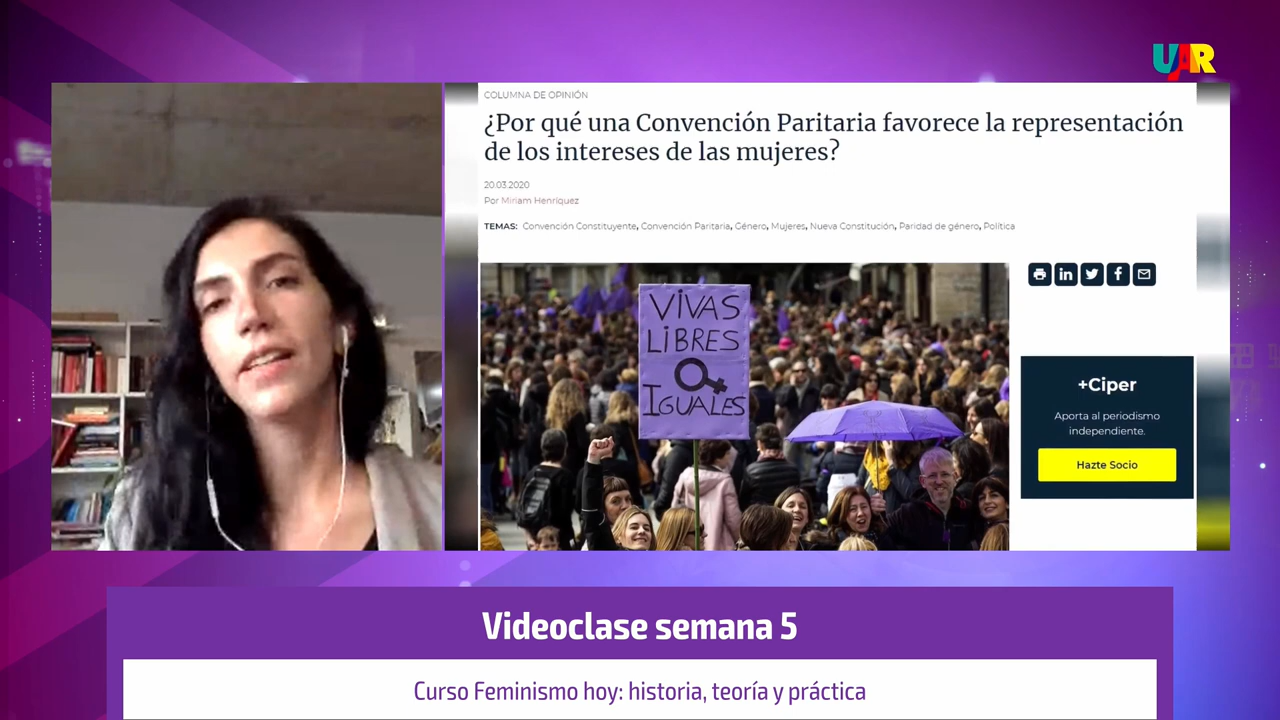 UAR
COLUMNA DE OPINIÓN
¿Por qué una Convención Paritaria favorece la representación
de los intereses de las mujeres?
20.03.2020
Por Miriam Henríquez
TEMAS: Convención Constituyente, Convención Paritaria, Género, Mujeres, Nueva Constitución, Paridad de género, Política
VIVAS
LIBRES
IGUALES
+Ciper
Aporta al periodismo
independiente.
Hazte Socio
Videoclase semana 5
Curso Feminismo hoy: historia, teoría y práctica